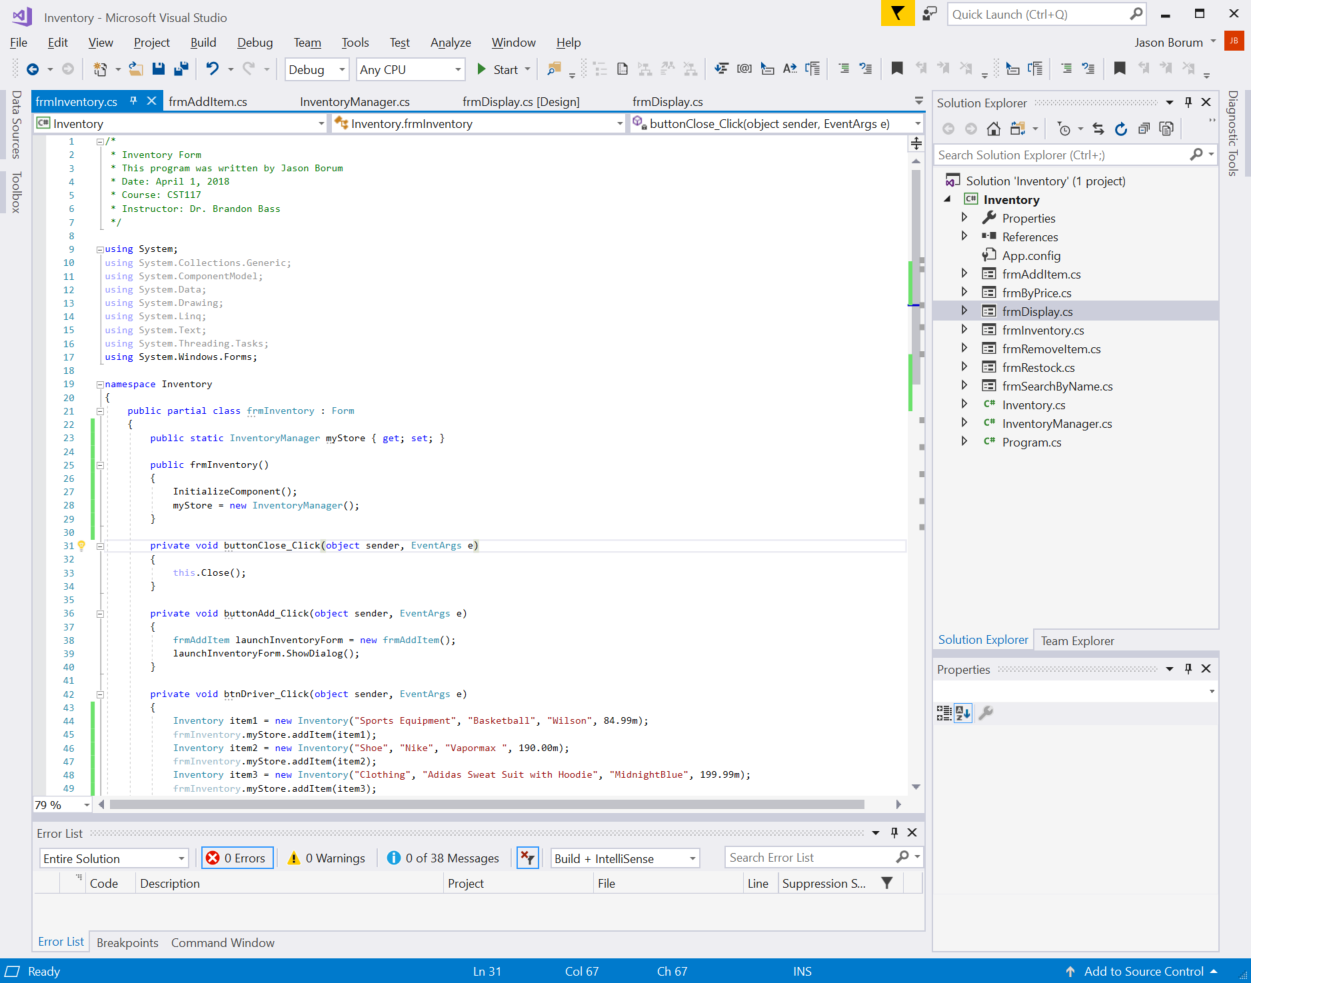 Inventory - Microsoft Visual Studio
Quick Launch (Ctrl+Q)
File Edit View Project Build Debug Team Tools Test Analyze Window Help
Jason Borum JB
Debug Any CPU Start
Data Sources
Toolbox
frmInventory.cs frmAddItem.cs InventoryManager.cs frmDisplay.cs [Design] frmDisplay.cs
Inventory Inventory.frmInventory buttonClose_Click(object sender, EventArgs e)
1 /*
2 * Inventory Form
3 * This program was written by Jason Borum
4 * Date: April 1, 2018
5 * Course: CST117
6 * Instructor: Dr. Brandon Bass
7 */
8
9 using System;
10 using System.Collections.Generic;
11 using System.ComponentModel;
12 using System.Data;
13 using System.Drawing;
14 using System.Linq;
15 using System.Text;
16 using System.Threading.Tasks;
17 using System.Windows.Forms;
18
19 namespace Inventory
20 {
21 public partial class frmInventory : Form
22 {
23 public static InventoryManager myStore { get; set; }
24
25 public frmInventory()
26 {
27 InitializeComponent();
28 myStore = new InventoryManager();
29 }
30
31 private void buttonClose_Click(object sender, EventArgs e)
32 {
33 this.Close();
34 }
35
36 private void buttonAdd_Click(object sender, EventArgs e)
37 {
38 frmAddItem launchInventoryForm = new frmAddItem();
39 launchInventoryForm.ShowDialog();
40 }
41
42 private void btnDriver_Click(object sender, EventArgs e)
43 {
44 Inventory item1 = new Inventory("Sports Equipment", "Basketball", "Wilson", 84.99m);
45 frmInventory.myStore.addItem(item1);
46 Inventory item2 = new Inventory("Shoe", "Nike", "Vapormax ", 190.00m);
47 frmInventory.myStore.addItem(item2);
48 Inventory item3 = new Inventory("Clothing", "Adidas Sweat Suit with Hoodie", "MidnightBlue", 199.99m);
49 frmInventory.myStore.addItem(item3);
79 %
Solution Explorer
Search Solution Explorer (Ctrl+;)
Solution 'Inventory' (1 project)
C# Inventory
Properties
References
App.config
frmAddItem.cs
frmByPrice.cs
frmDisplay.cs
frmInventory.cs
frmRemoveItem.cs
frmRestock.cs
frmSearchByName.cs
C# Inventory.cs
C# InventoryManager.cs
C# Program.cs
Solution Explorer Team Explorer
Properties
Diagnostic Tools
Error List
Entire Solution 0 Errors 0 Warnings 0 of 38 Messages Build + IntelliSense Search Error List
Code Description Project File Line Suppression S...
Error List Breakpoints Command Window
Ready Ln 31 Col 67 Ch 67 INS Add to Source Control